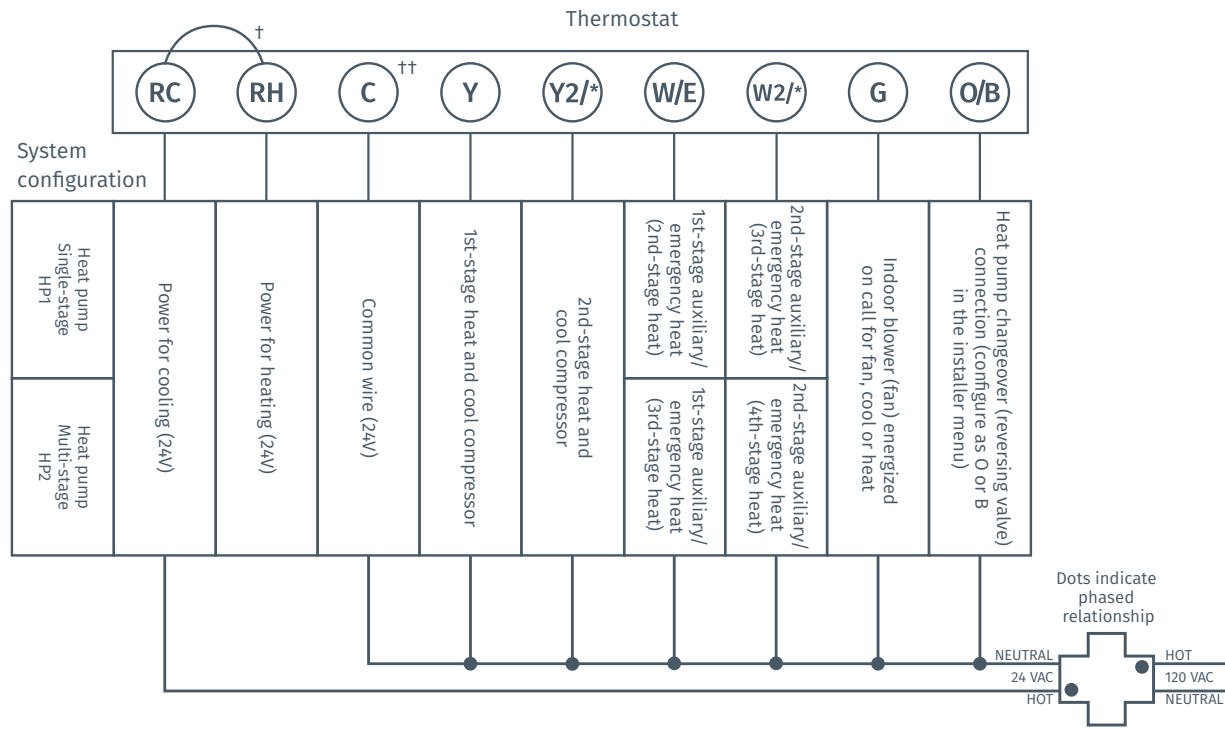 Thermostat
†
RC
RH
C
††
Y
Y2/*
W/E
W2/*
G
O/B
System
configuration
Heat pump
Single-stage
HP1
Heat pump
Multi-stage
HP2
Power for cooling (24V)
Power for heating (24V)
Common wire (24V)
1st-stage heat and cool compressor
2nd-stage heat and
cool compressor
1st-stage auxiliary/
emergency heat
(2nd-stage heat)
1st-stage auxiliary/
emergency heat
(3rd-stage heat)
2nd-stage auxiliary/
emergency heat
(3rd-stage heat)
2nd-stage auxiliary/
emergency heat
(4th-stage heat)
Indoor blower (fan) energized
on call for fan, cool or heat
Heat pump changeover (reversing valve)
connection (configure as O or B
in the installer menu)
Dots indicate
phased
relationship
NEUTRAL
24 VAC
HOT
HOT
120 VAC
NEUTRAL